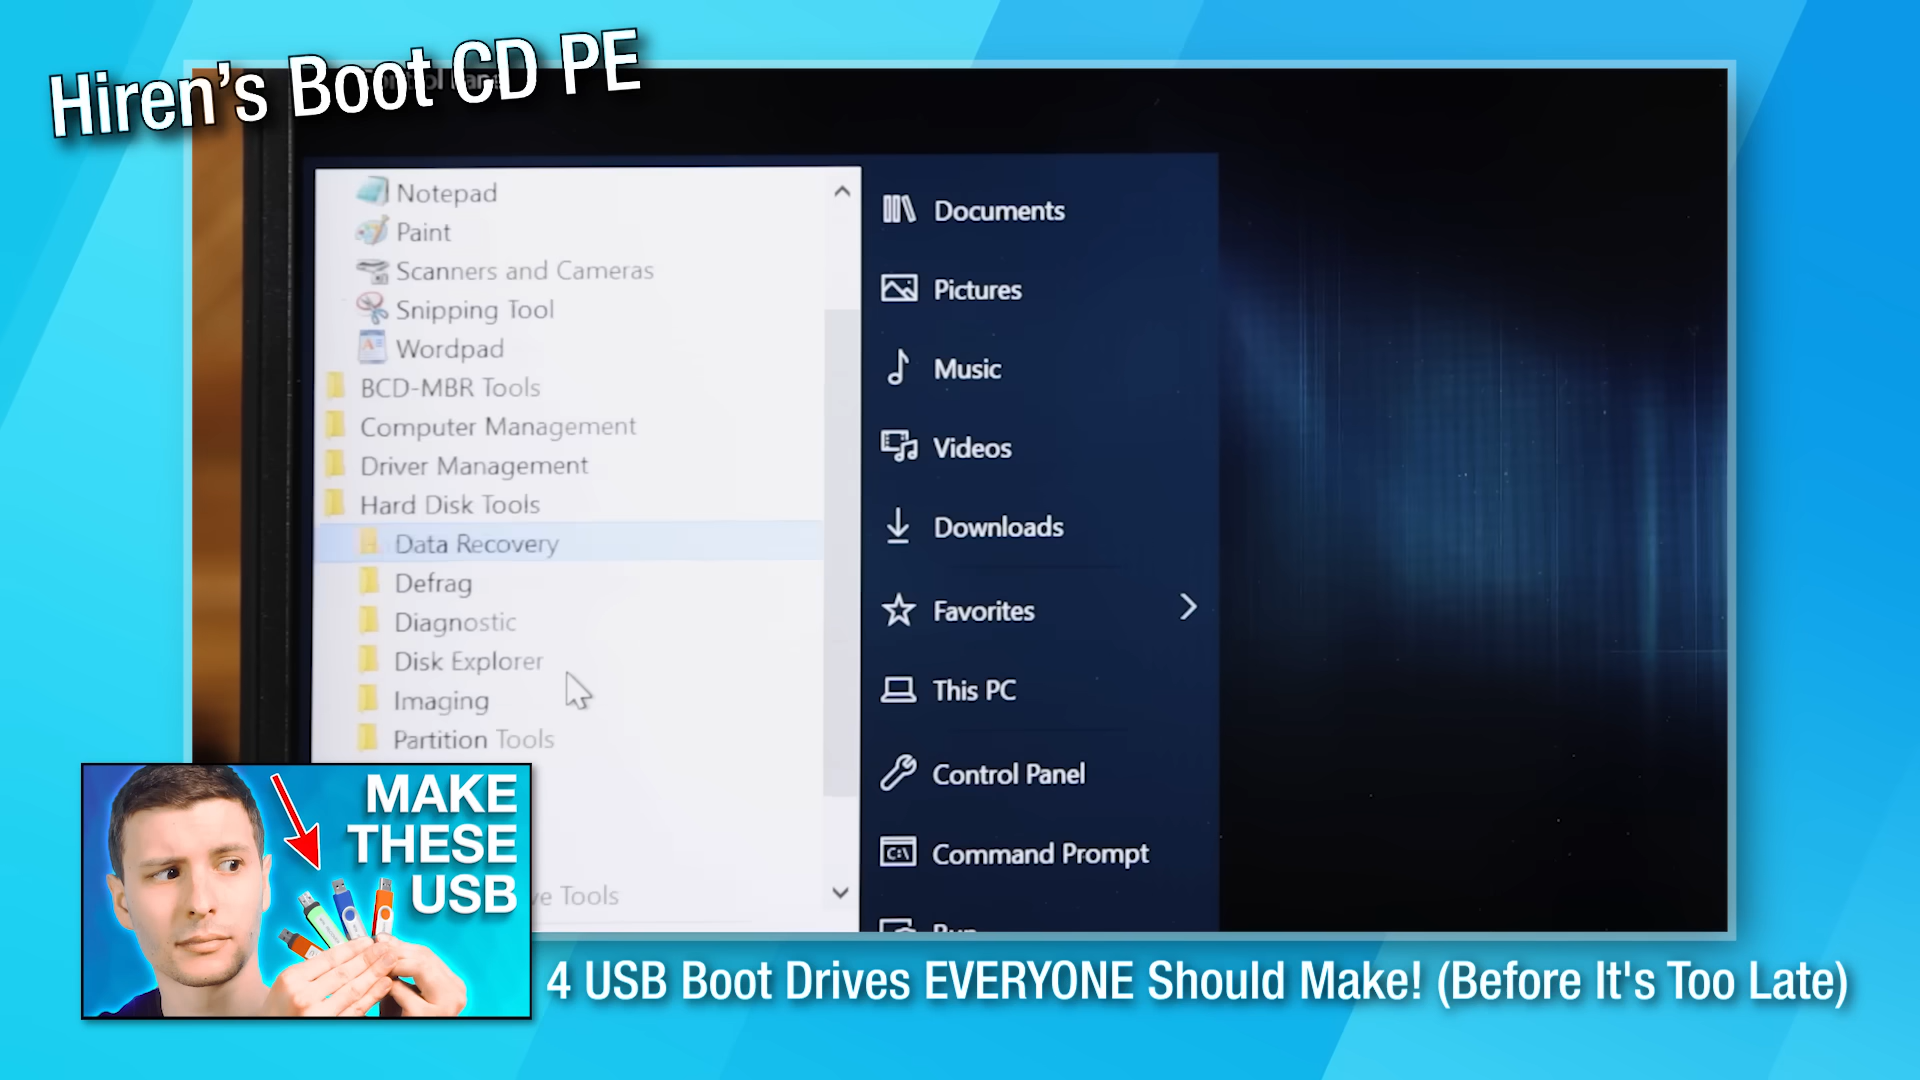 Hiren's Boot CD PE
Notepad
Paint
Scanners and Cameras
Snipping Tool
Wordpad
BCD-MBR Tools
Computer Management
Driver Management
Hard Disk Tools
Data Recovery
Defrag
Diagnostic
Disk Explorer
Imaging
Partition Tools
Tools
Documents
Pictures
Music
Videos
Downloads
Favorites
This PC
Control Panel
C:\
Command Prompt
MAKE
THESE
USB
4 USB Boot Drives EVERYONE Should Make! (Before It's Too Late)